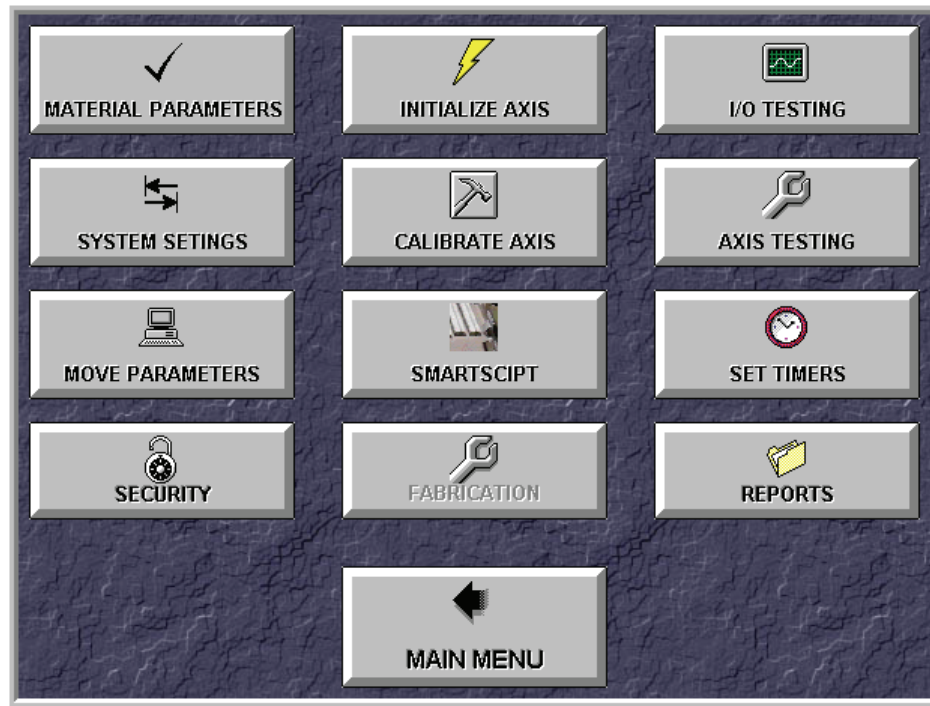 MATERIAL PARAMETERS
INITIALIZE AXIS
I/O TESTING
SYSTEM SETINGS
CALIBRATE AXIS
AXIS TESTING
MOVE PARAMETERS
SMARTSCIPT
SET TIMERS
SECURITY
FABRICATION
REPORTS
MAIN MENU